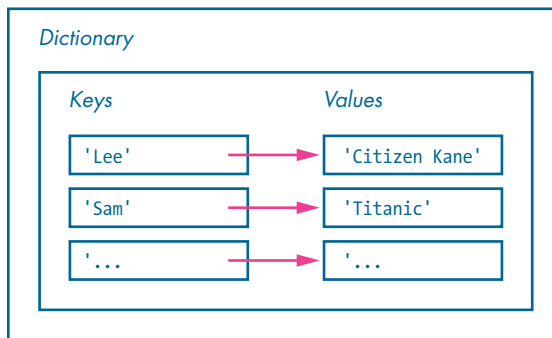 Dictionary
Keys Values
'Lee' 'Citizen Kane'
'Sam' 'Titanic'
'... '...